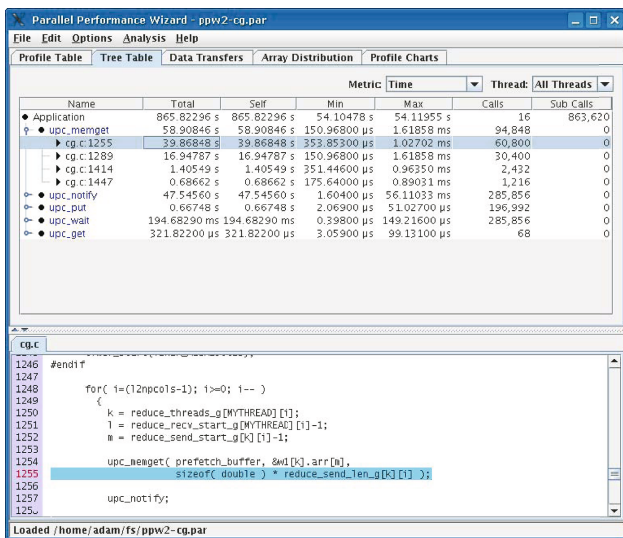 Parallel Performance Wizard - ppw2-cg.par
File Edit Options Analysis Help
Profile Table Tree Table Data Transfers Array Distribution Profile Charts
Metric: Time Thread: All Threads
Name Total Self Min Max Calls Sub Calls
Application 865.82296 s 865.82296 s 54.10478 s 54.11955 s 16 863,620
upc_memget 58.90846 s 58.90846 s 150.96800 µs 1.61858 ms 94,848 0
cg.c:1255 39.86848 s 39.86848 s 353.85300 µs 1.02702 ms 60,800 0
cg.c:1289 16.94787 s 16.94787 s 150.96800 µs 1.61858 ms 30,400 0
cg.c:1414 1.40549 s 1.40549 s 351.44600 µs 0.96350 ms 2,432 0
cg.c:1447 0.68662 s 0.68662 s 175.64000 µs 0.89031 ms 1,216 0
upc_notify 47.54560 s 47.54560 s 1.60400 µs 56.11033 ms 285,856 0
upc_put 0.66748 s 0.66748 s 2.06900 µs 51.02700 µs 196,992 0
upc_wait 194.68290 ms 194.68290 ms 0.39800 µs 149.21600 µs 285,856 0
upc_get 321.82200 µs 321.82200 µs 3.05900 µs 99.13100 µs 68 0
cg.c
1246 #endif
1247
1248 for( i=(l2npcols-1); i>=0; i-- )
1249 {
1250 k = reduce_threads_g[MYTHREAD][i];
1251 l = reduce_recv_start_g[MYTHREAD][i]-1;
1252 m = reduce_send_start_g[k][i]-1;
1253
1254 upc_memget( prefetch_buffer, &w1[k].arr[m],
1255 sizeof( double ) * reduce_send_len_g[k][i] );
1256
1257 upc_notify;
Loaded /home/adam/fs/ppw2-cg.par